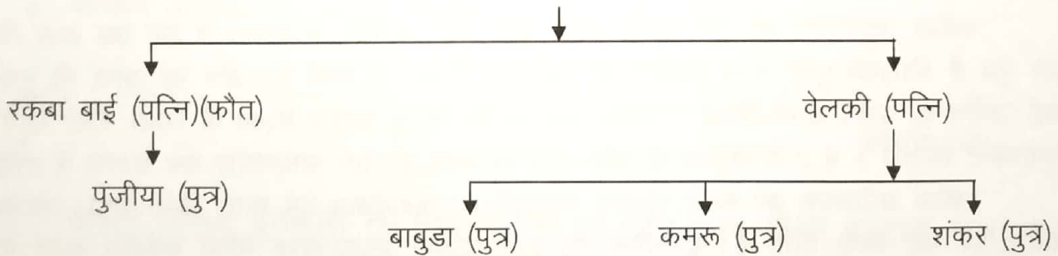 रकबा बाई (पत्नि)(फौत) वेलकी (पत्नि)
पुंजीया (पुत्र)
बाबुडा (पुत्र) कमरू (पुत्र) शंकर (पुत्र)